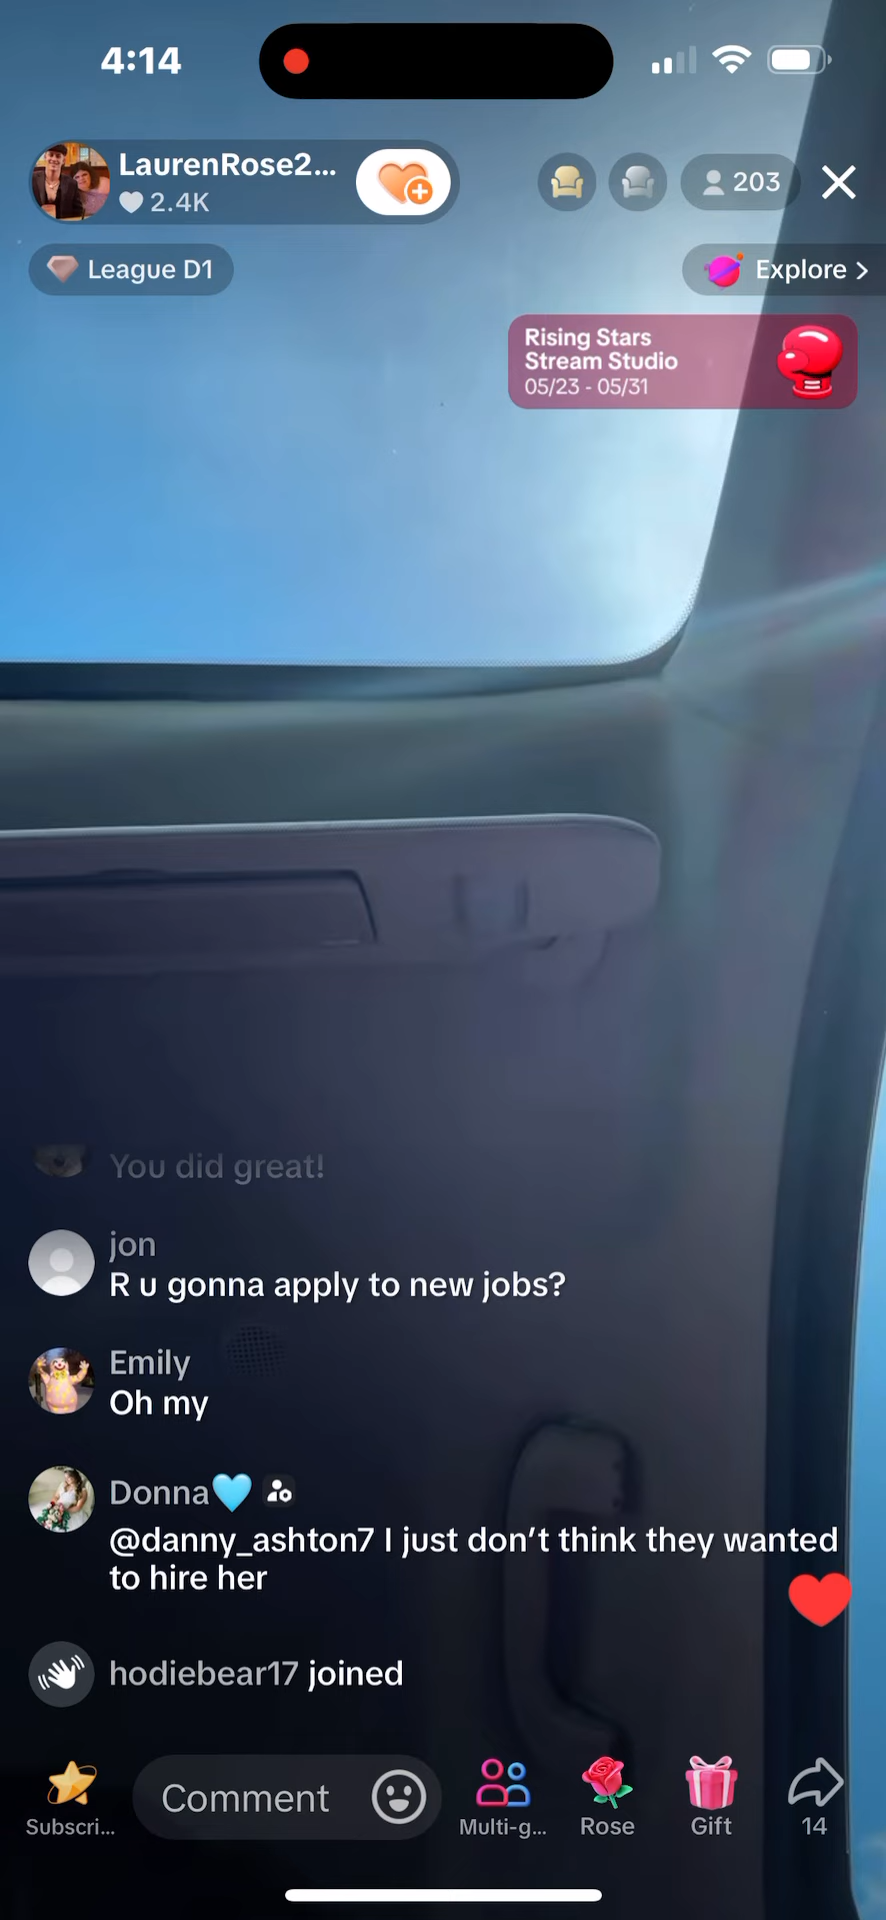 4:14
LaurenRose2...
2.4K
203
League D1
Explore >
Rising Stars
Stream Studio
05/23 - 05/31
You did great!
jon
R u gonna apply to new jobs?
Emily
Oh my
Donna🩵
@danny_ashton7 I just don't think they wanted
to hire her
hodiebear17 joined
Comment
Subscri...
Multi-g...
Rose
Gift
14